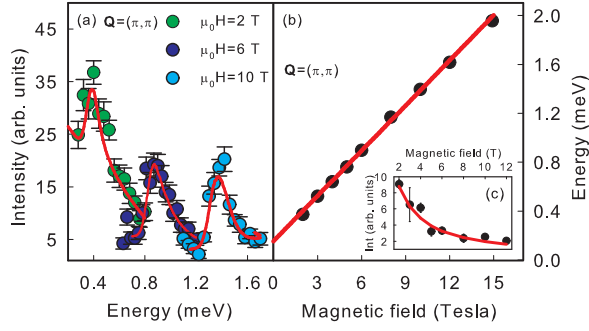 (a) Q=(π,π) μ₀H=2 T
μ₀H=6 T
μ₀H=10 T
45
35
25
15
5
Intensity (arb. units)
0.4 0.8 1.2 1.6
Energy (meV)
(b)
Q=(π,π)
2.0
1.6
1.2
0.8
0.4
0.0
Energy (meV)
0 3 6 9 12 15
Magnetic field (Tesla)
Magnetic field (T)
2 4 6 8 10 12
(c)
10
8
6
4
2
Int (arb. units)